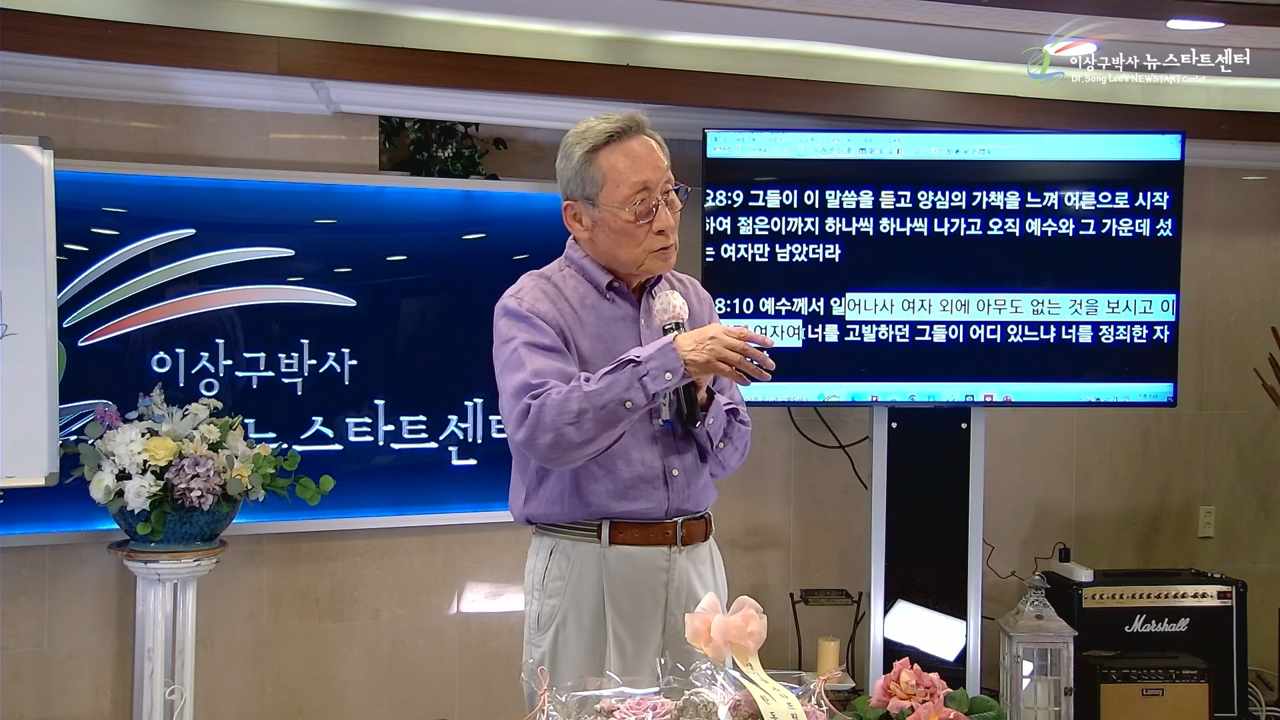 이상구박사 뉴스타트센터
Dr. Sang Lee's NEWSTART Center
8:9 그들이 이 말씀을 듣고 양심의 가책을 느껴 어른으로 시작
하여 젊은이까지 하나씩 하나씩 나가고 오직 예수와 그 가운데 섰
는 여자만 남았더라
8:10 예수께서 일어나사 여자 외에 아무도 없는 것을 보시고 이
여자여 너를 고발하던 그들이 어디 있느냐 너를 정죄한 자
이상구박사
뉴스타트센터
Marshall
Laney